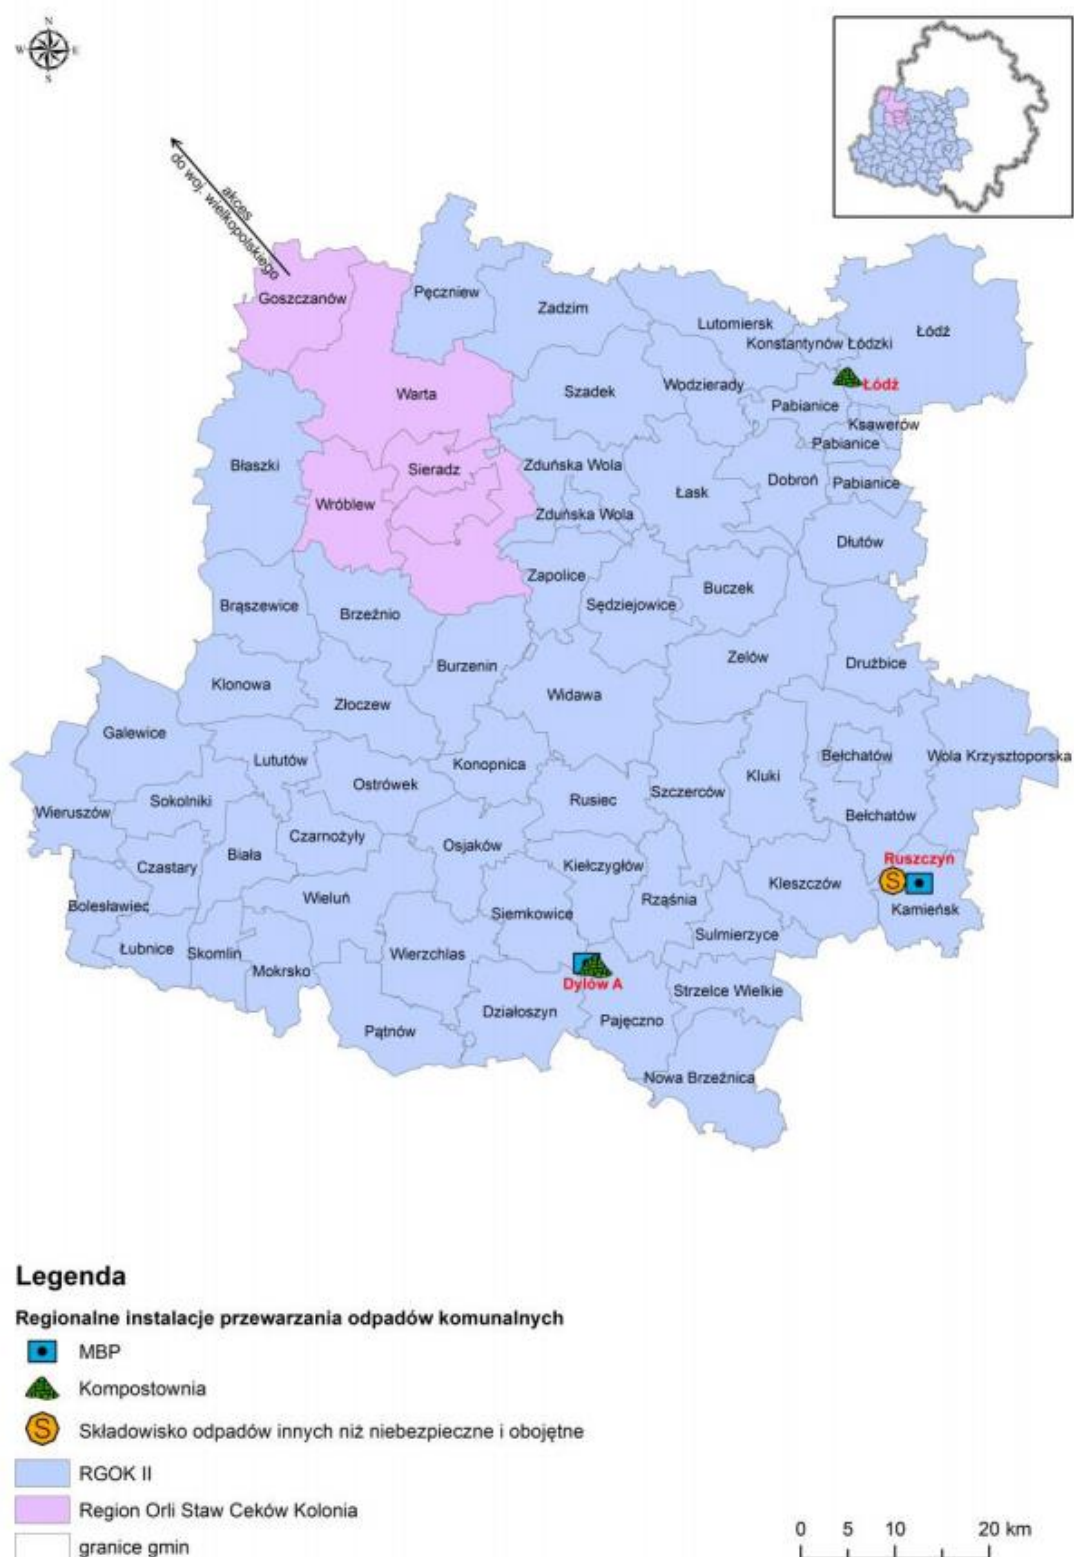 N
W
E
S
akces
do woj. wielkopolskiego
Goszczanów
Pęczniew
Zadzim
Lutomiersk
Łódź
Konstantynów Łódzki
Warta
Szadek
Wodzierady
Łódź
Pabianice
Ksawerów
Pabianice
Błaszki
Sieradz
Zduńska Wola
Dobroń
Pabianice
Wróblew
Łask
Zduńska Wola
Dłutów
Zapolice
Buczek
Brąszewice
Brzeźnio
Sędziejowice
Burzenin
Zelów
Drużbice
Klonowa
Widawa
Złoczew
Galewice
Lututów
Konopnica
Bełchatów
Wola Krzysztoporska
Ostrówek
Kluki
Sokolniki
Rusiec
Szczerców
Wieruszów
Bełchatów
Czarnożyły
Osjaków
Biała
Czastary
Kiełczygłów
Ruszczyn
S
Kleszczów
Wieluń
Rząśnia
Bolesławiec
Siemkowice
Kamieńsk
Łubnice
Skomlin
Wierzchlas
Sulmierzyce
Mokrsko
Dylów A
Strzelce Wielkie
Działoszyn
Pajęczno
Pątnów
Nowa Brzeźnica
Legenda
Regionalne instalacje przewarzania odpadów komunalnych
MBP
Kompostownia
S Składowisko odpadów innych niż niebezpieczne i obojętne
RGOK II
Region Orli Staw Ceków Kolonia
granice gmin
0 5 10 20 km